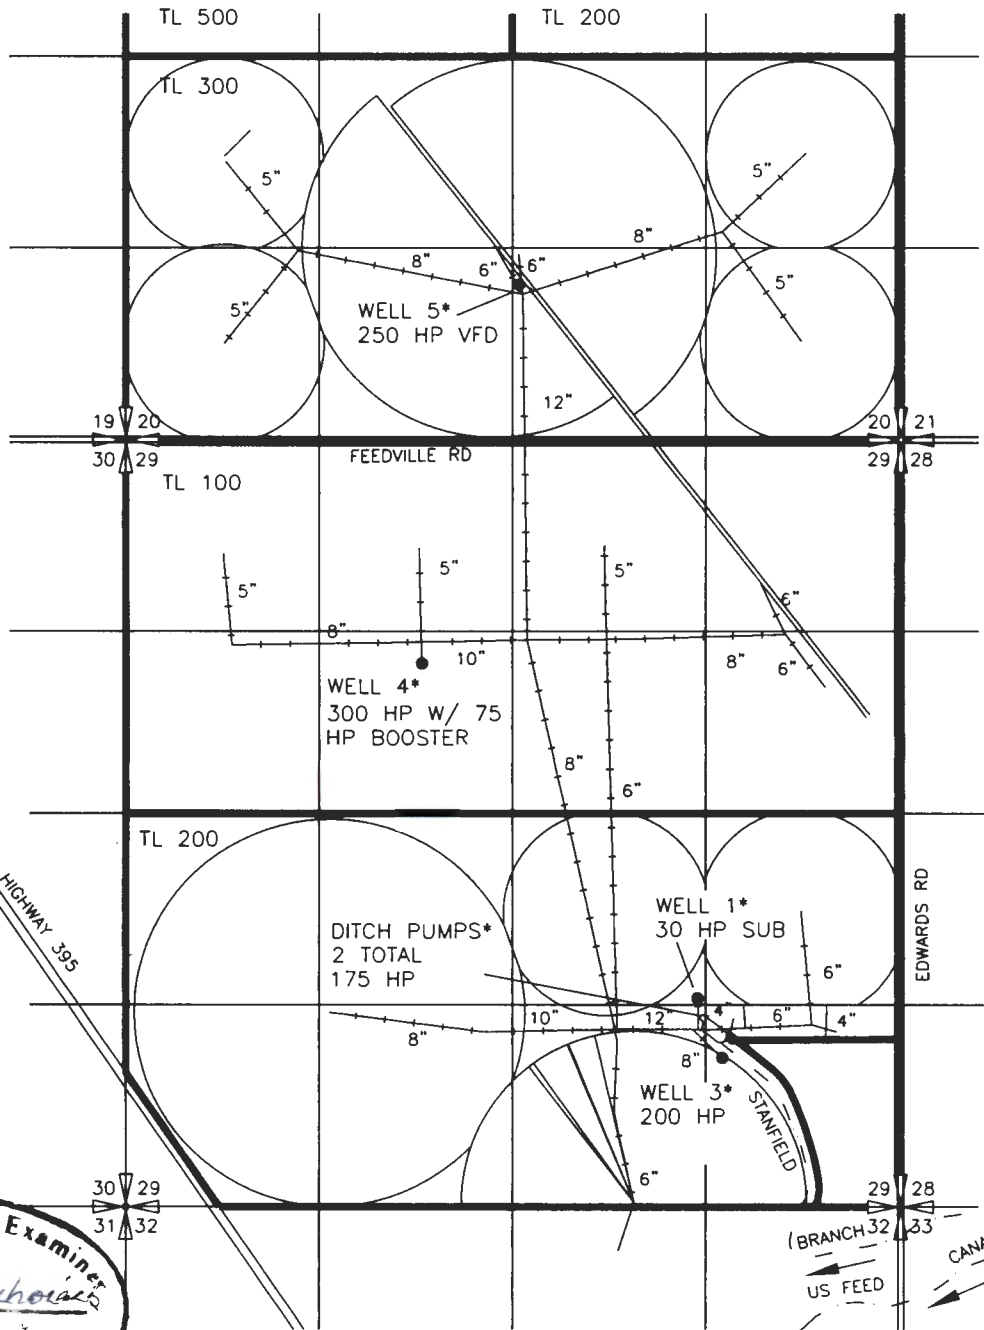 TL 500
TL 200
TL 300
5"
5"
8"
8"
6"
6"
5"
5"
WELL 5*
250 HP VFD
12"
19 20
20 21
30 29
29 28
FEEDVILLE RD
TL 100
5"
5"
5"
6"
8"
10"
8"
6"
WELL 4*
300 HP W/ 75
HP BOOSTER
8"
6"
TL 200
HIGHWAY 395
EDWARDS RD
WELL 1*
30 HP SUB
DITCH PUMPS*
2 TOTAL
175 HP
6"
10"
12"
4"
6"
4"
8"
8"
WELL 3*
200 HP
STANFIELD
6"
30 29
29 28
31 32
32 33
Examiner
(BRANCH
CANA
US FEED